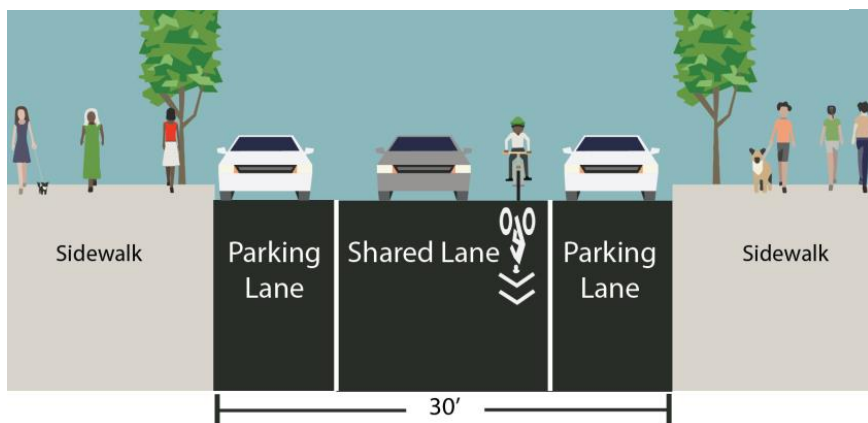 Sidewalk
Parking
Lane
Shared Lane
Parking
Lane
Sidewalk
30'